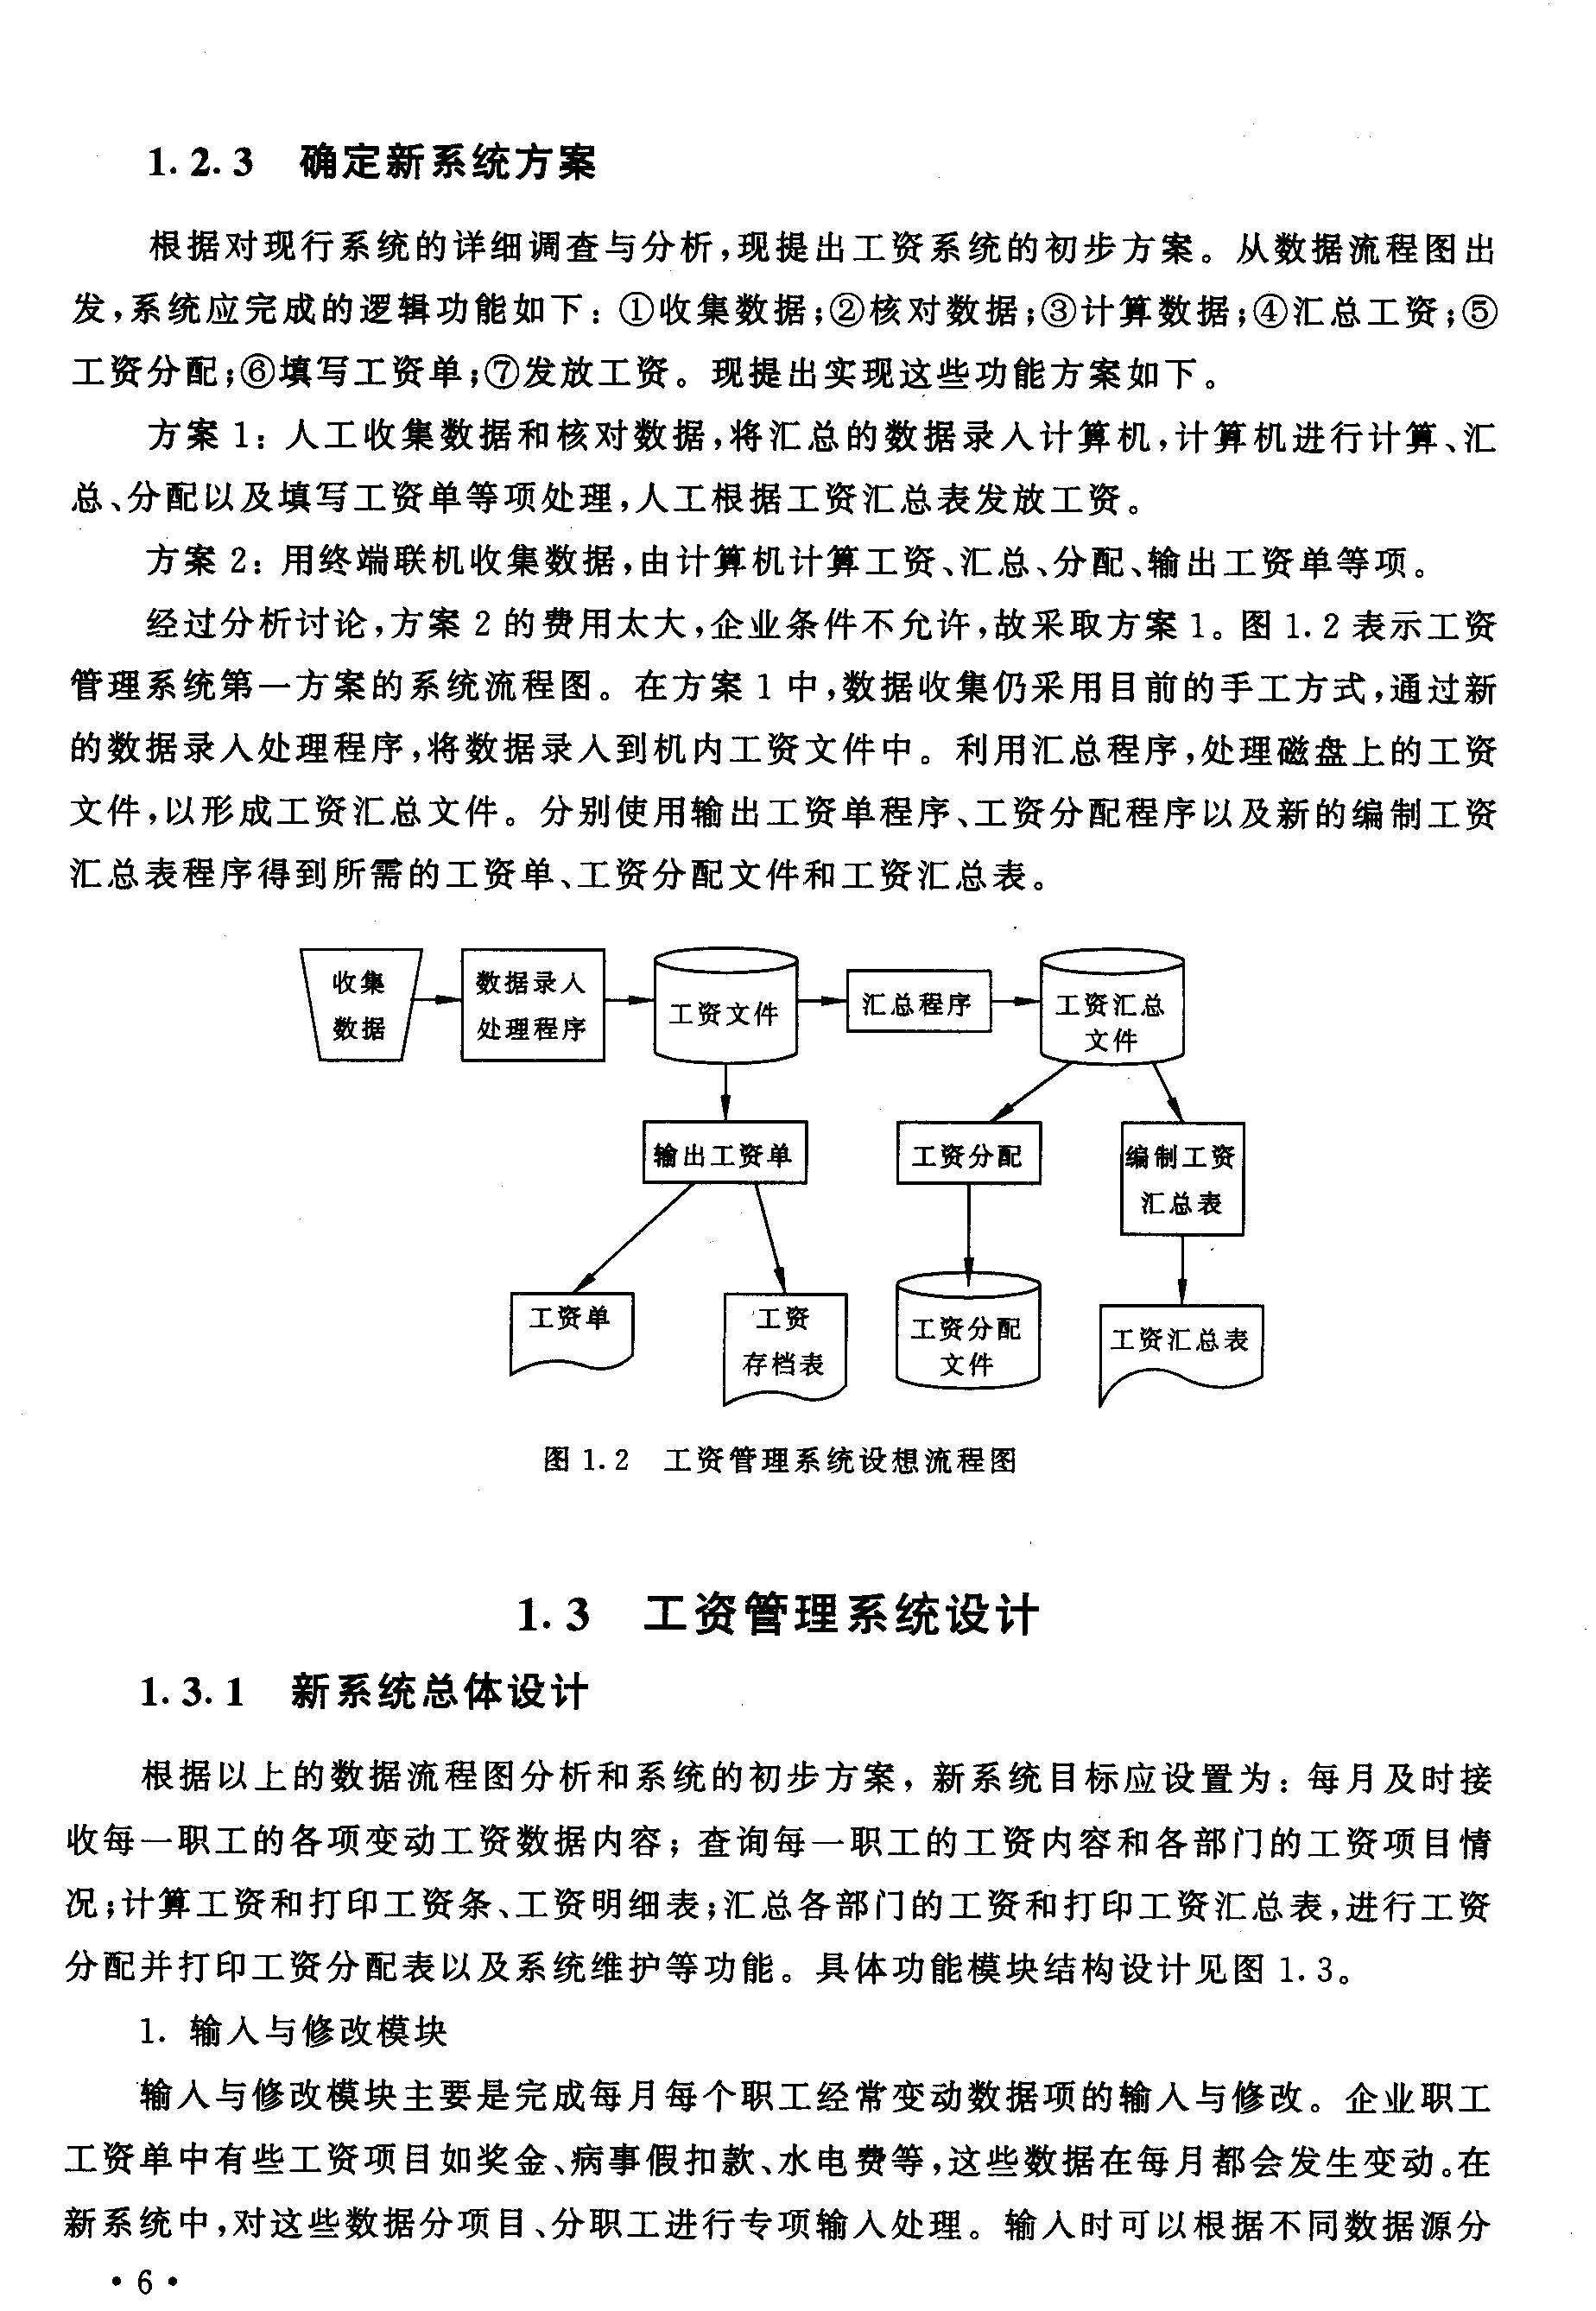 1.2.3 确定新系统方案
根据对现行系统的详细调查与分析,现提出工资系统的初步方案。从数据流程图出
发,系统应完成的逻辑功能如下:①收集数据;②核对数据;③计算数据;④汇总工资;⑤
工资分配;⑥填写工资单;⑦发放工资。现提出实现这些功能方案如下。
方案1:人工收集数据和核对数据,将汇总的数据录入计算机,计算机进行计算、汇
总、分配以及填写工资单等项处理,人工根据工资汇总表发放工资。
方案2:用终端联机收集数据,由计算机计算工资、汇总、分配、输出工资单等项。
经过分析讨论,方案2的费用太大,企业条件不允许,故采取方案1。图1.2表示工资
管理系统第一方案的系统流程图。在方案1中,数据收集仍采用目前的手工方式,通过新
的数据录入处理程序,将数据录入到机内工资文件中。利用汇总程序,处理磁盘上的工资
文件,以形成工资汇总文件。分别使用输出工资单程序、工资分配程序以及新的编制工资
汇总表程序得到所需的工资单、工资分配文件和工资汇总表。
收集
数据
数据录入
处理程序
工资文件
汇总程序
工资汇总
文件
输出工资单
工资分配
编制工资
汇总表
工资单
工资
存档表
工资分配
文件
工资汇总表
图1.2 工资管理系统设想流程图
1.3 工资管理系统设计
1.3.1 新系统总体设计
根据以上的数据流程图分析和系统的初步方案,新系统目标应设置为:每月及时接
收每一职工的各项变动工资数据内容;查询每一职工的工资内容和各部门的工资项目情
况;计算工资和打印工资条、工资明细表;汇总各部门的工资和打印工资汇总表,进行工资
分配并打印工资分配表以及系统维护等功能。具体功能模块结构设计见图1.3。
1. 输入与修改模块
输入与修改模块主要是完成每月每个职工经常变动数据项的输入与修改。企业职工
工资单中有些工资项目如奖金、病事假扣款、水电费等,这些数据在每月都会发生变动。在
新系统中,对这些数据分项目、分职工进行专项输入处理。输入时可以根据不同数据源分
·6·